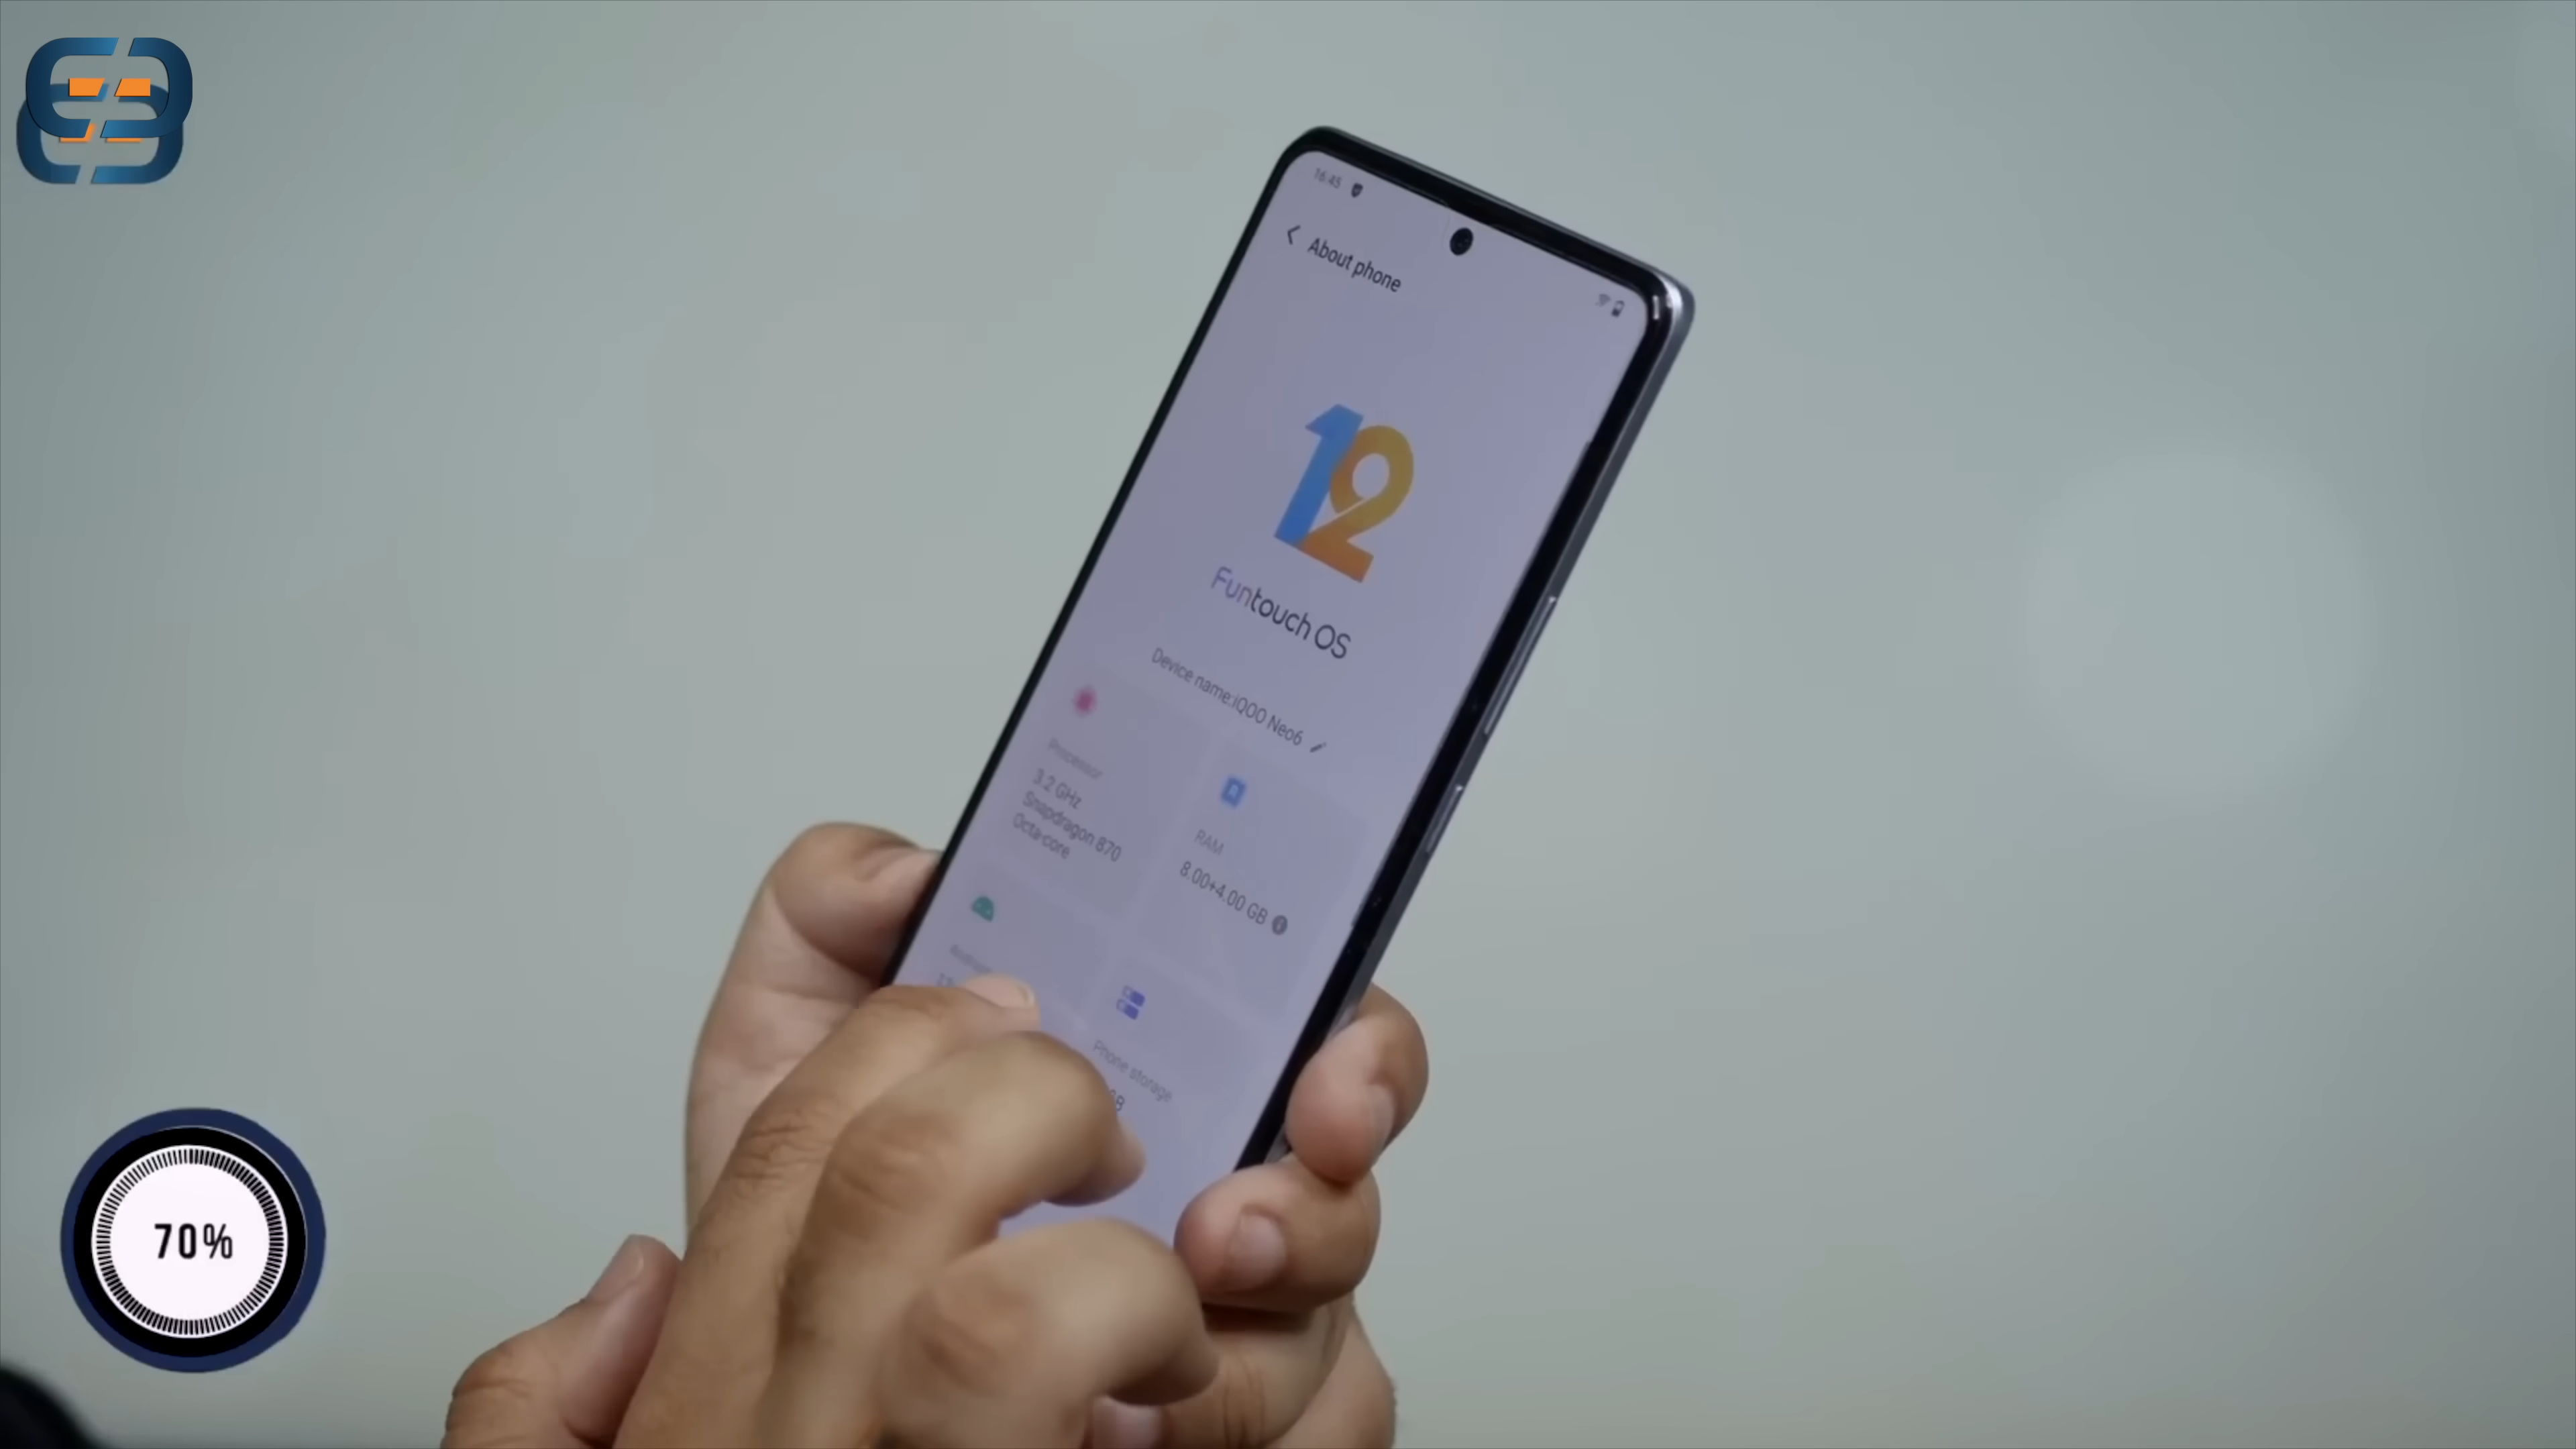 16:45
About phone
12
Funtouch OS
Device name:iQOO Neo6
Processor
3.2 GHz
Snapdragon 870
Octa-core
RAM
8.00+4.00 GB
Phone storage
GB
70%